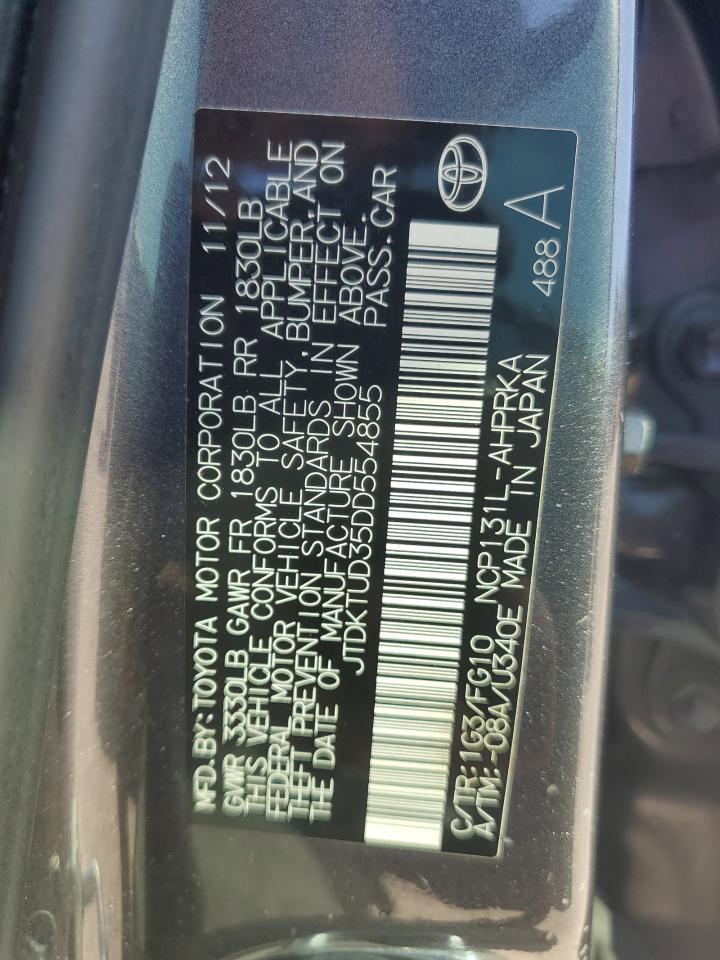 MFD.BY:TOYOTA MOTOR CORPORATION 11/12
GVWR 3330LB GAWR FR 1830LB RR 1830LB
THIS VEHICLE CONFORMS TO ALL APPLICABLE
FEDERAL MOTOR VEHICLE SAFETY,BUMPER,AND
THEFT PREVENTION STANDARDS IN EFFECT ON
THE DATE OF MANUFACTURE SHOWN ABOVE.
JTDKTUD35DD554855 PASS.CAR
C/TR:1G3/FG10 NCP131L-AHPRKA
A/TM:-08A/U340E MADE IN JAPAN
488 A